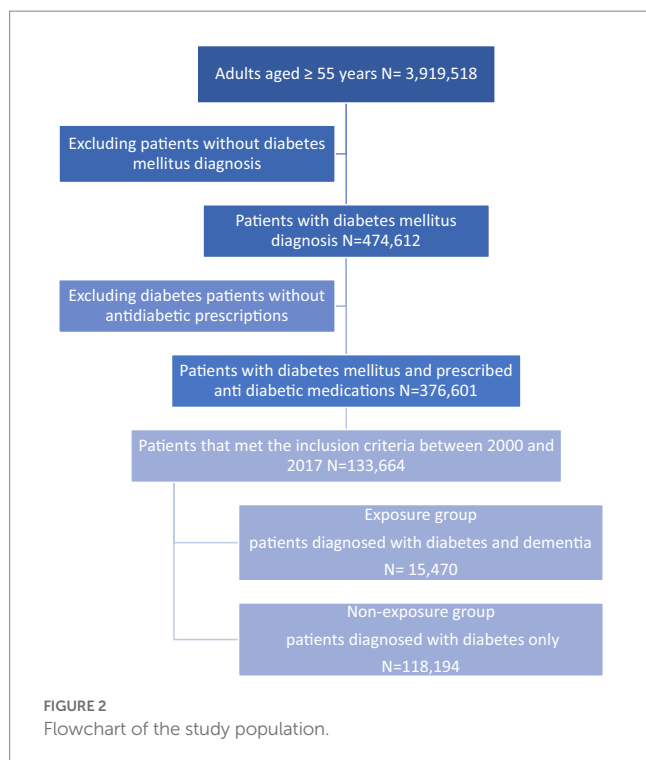 Adults aged ≥ 55 years N= 3,919,518
Excluding patients without diabetes
mellitus diagnosis
Patients with diabetes mellitus
diagnosis N=474,612
Excluding diabetes patients without
antidiabetic prescriptions
Patients with diabetes mellitus and prescribed
anti diabetic medications N=376,601
Patients that met the inclusion criteria between 2000 and
2017 N=133,664
Exposure group
patients diagnosed with diabetes and dementia
N= 15,470
Non-exposure group
patients diagnosed with diabetes only
N=118,194
FIGURE 2
Flowchart of the study population.